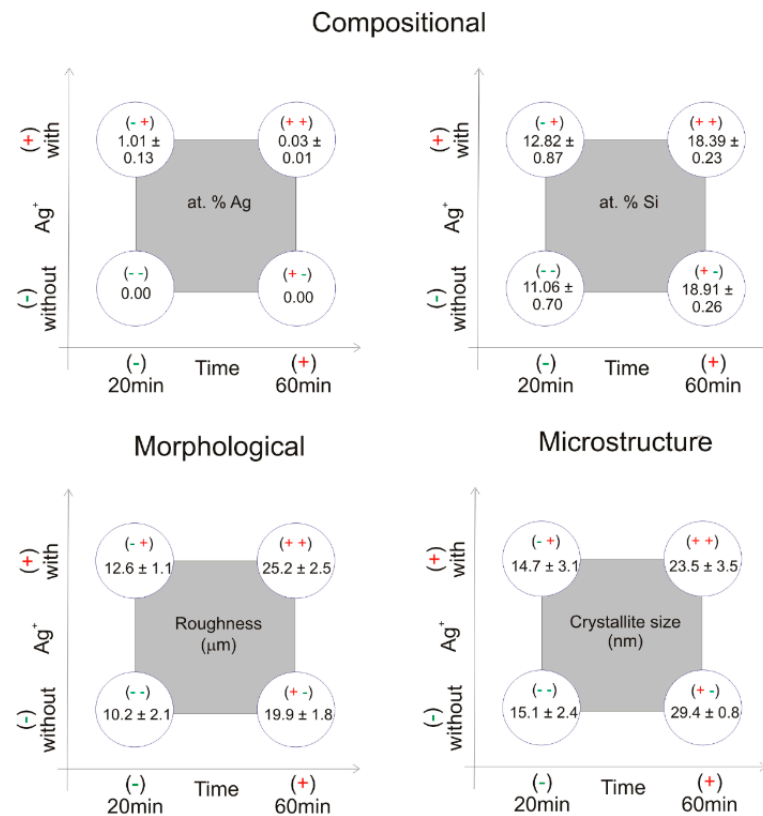 Compositional
(+)
with
Ag⁺
(-)
without
(- +)
1.01 ±
0.13
(+ +)
0.03 ±
0.01
at. % Ag
(- -)
0.00
(+ -)
0.00
(-)
20min
Time
(+)
60min
(+)
with
Ag⁺
(-)
without
(- +)
12.82 ±
0.87
(+ +)
18.39 ±
0.23
at. % Si
(- -)
11.06 ±
0.70
(+ -)
18.91 ±
0.26
(-)
20min
Time
(+)
60min
Morphological
(+)
with
Ag⁺
(-)
without
(- +)
12.6 ± 1.1
(+ +)
25.2 ± 2.5
Roughness
(μm)
(- -)
10.2 ± 2.1
(+ -)
19.9 ± 1.8
(-)
20min
Time
(+)
60min
Microstructure
(+)
with
Ag⁺
(-)
without
(- +)
14.7 ± 3.1
(+ +)
23.5 ± 3.5
Crystallite size
(nm)
(- -)
15.1 ± 2.4
(+ -)
29.4 ± 0.8
(-)
20min
Time
(+)
60min